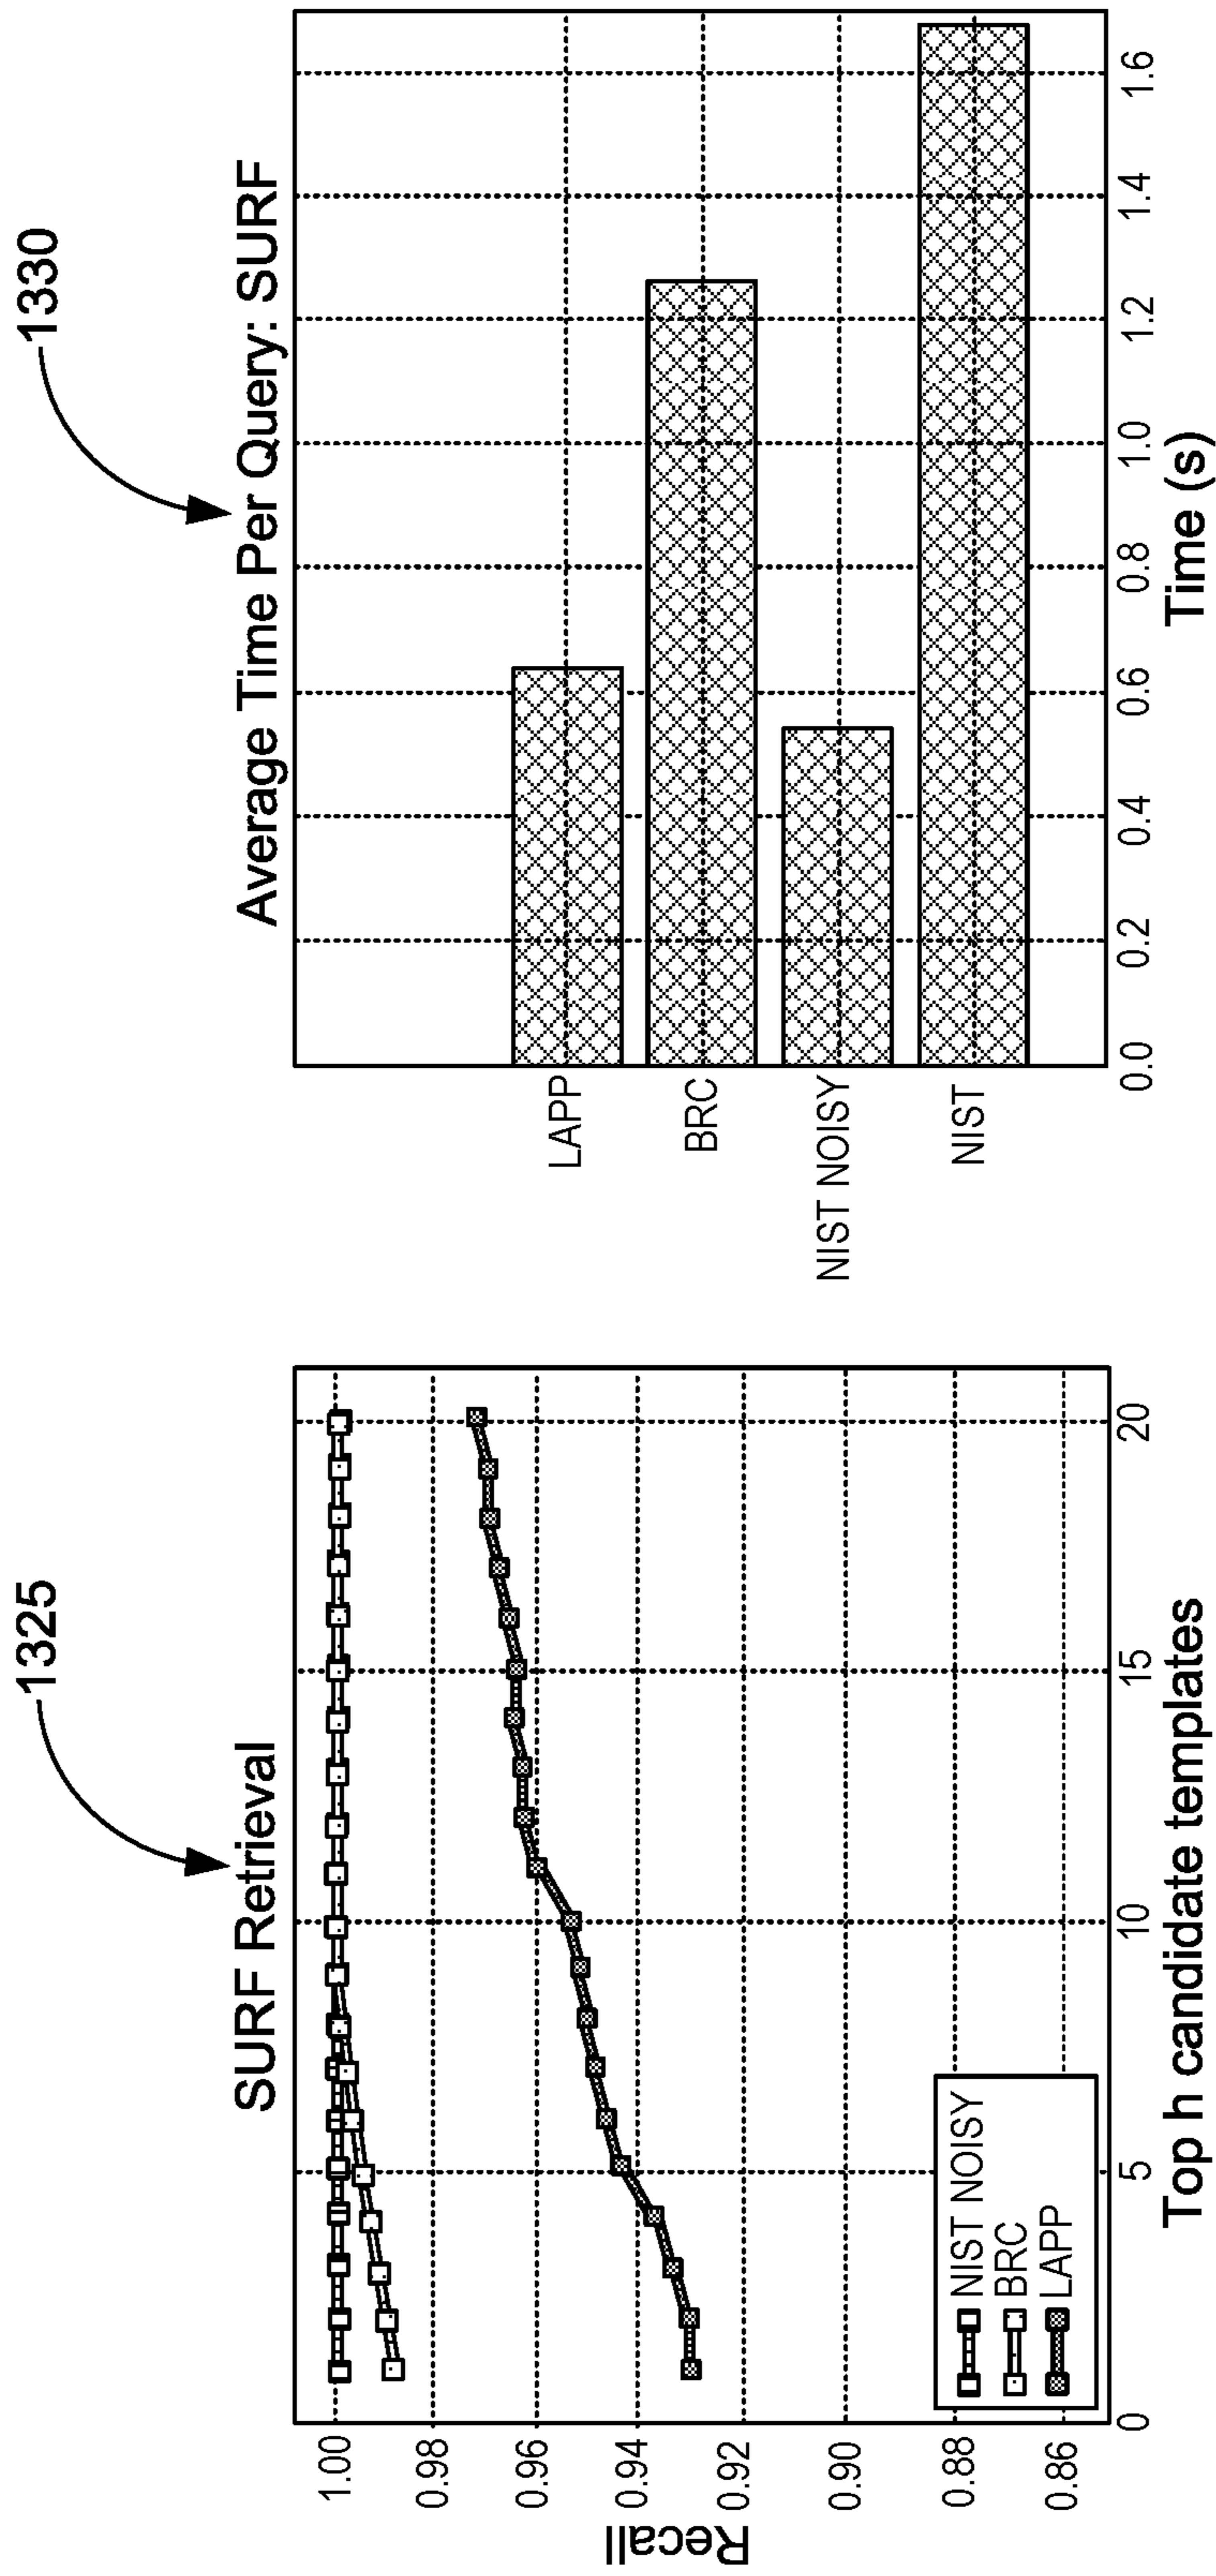 1325
SURF Retrieval
Recall
1.00
0.98
0.96
0.94
0.92
0.90
0.88
0.86
NIST NOISY
BRC
LAPP
0
5
10
15
20
Top h candidate templates
1330
Average Time Per Query: SURF
LAPP
BRC
NIST NOISY
NIST
0.0
0.2
0.4
0.6
0.8
1.0
1.2
1.4
1.6
Time (s)